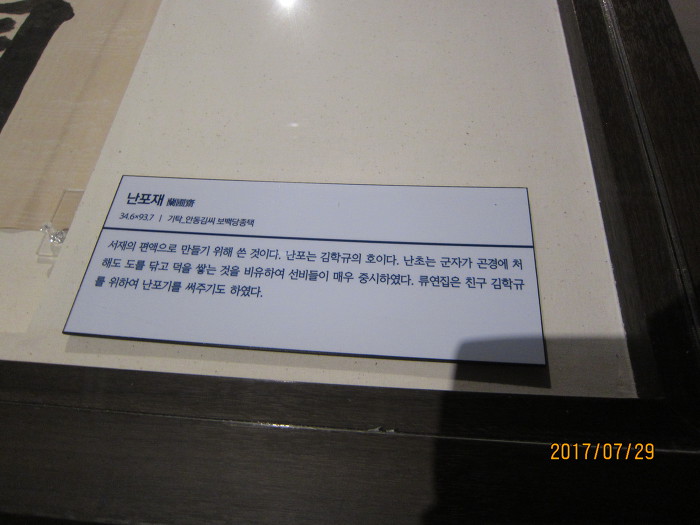 난포재 蘭圃齋
34.6×93.7 | 기탁_안동김씨 보백당종택
서재의 편액으로 만들기 위해 쓴 것이다. 난포는 김학규의 호이다. 난초는 군자가 곤경에 처
해도 도를 닦고 덕을 쌓는 것을 비유하여 선비들이 매우 중시하였다. 류연집은 친구 김학규
를 위하여 난포기를 써주기도 하였다.
2017/07/29